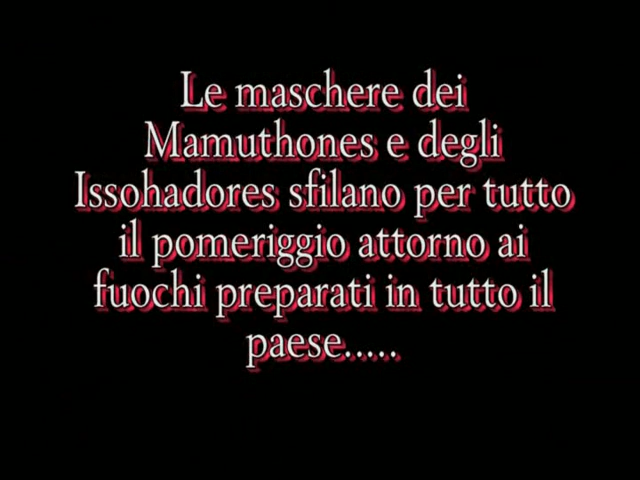 Le maschere dei
Mamuthones e degli
Issohadores sfilano per tutto
il pomeriggio attorno ai
fuochi preparati in tutto il
paese.....